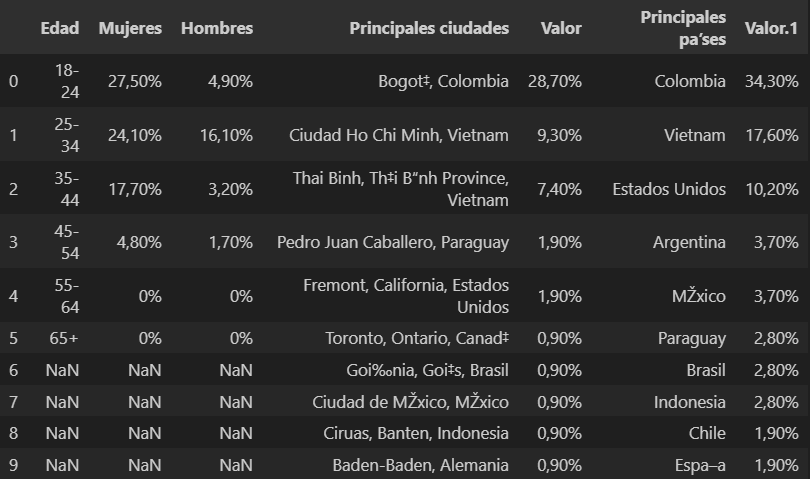 Edad Mujeres Hombres Principales ciudades Valor Principales pa’ses Valor.1
0 18-24 27,50% 4,90% Bogot‡, Colombia 28,70% Colombia 34,30%
1 25-34 24,10% 16,10% Ciudad Ho Chi Minh, Vietnam 9,30% Vietnam 17,60%
2 35-44 17,70% 3,20% Thai Binh, Th‡i B“nh Province, Vietnam 7,40% Estados Unidos 10,20%
3 45-54 4,80% 1,70% Pedro Juan Caballero, Paraguay 1,90% Argentina 3,70%
4 55-64 0% 0% Fremont, California, Estados Unidos 1,90% MŽxico 3,70%
5 65+ 0% 0% Toronto, Ontario, Canad‡ 0,90% Paraguay 2,80%
6 NaN NaN NaN Goi‰nia, Goi‡s, Brasil 0,90% Brasil 2,80%
7 NaN NaN NaN Ciudad de MŽxico, MŽxico 0,90% Indonesia 2,80%
8 NaN NaN NaN Ciruas, Banten, Indonesia 0,90% Chile 1,90%
9 NaN NaN NaN Baden-Baden, Alemania 0,90% Espa–a 1,90%